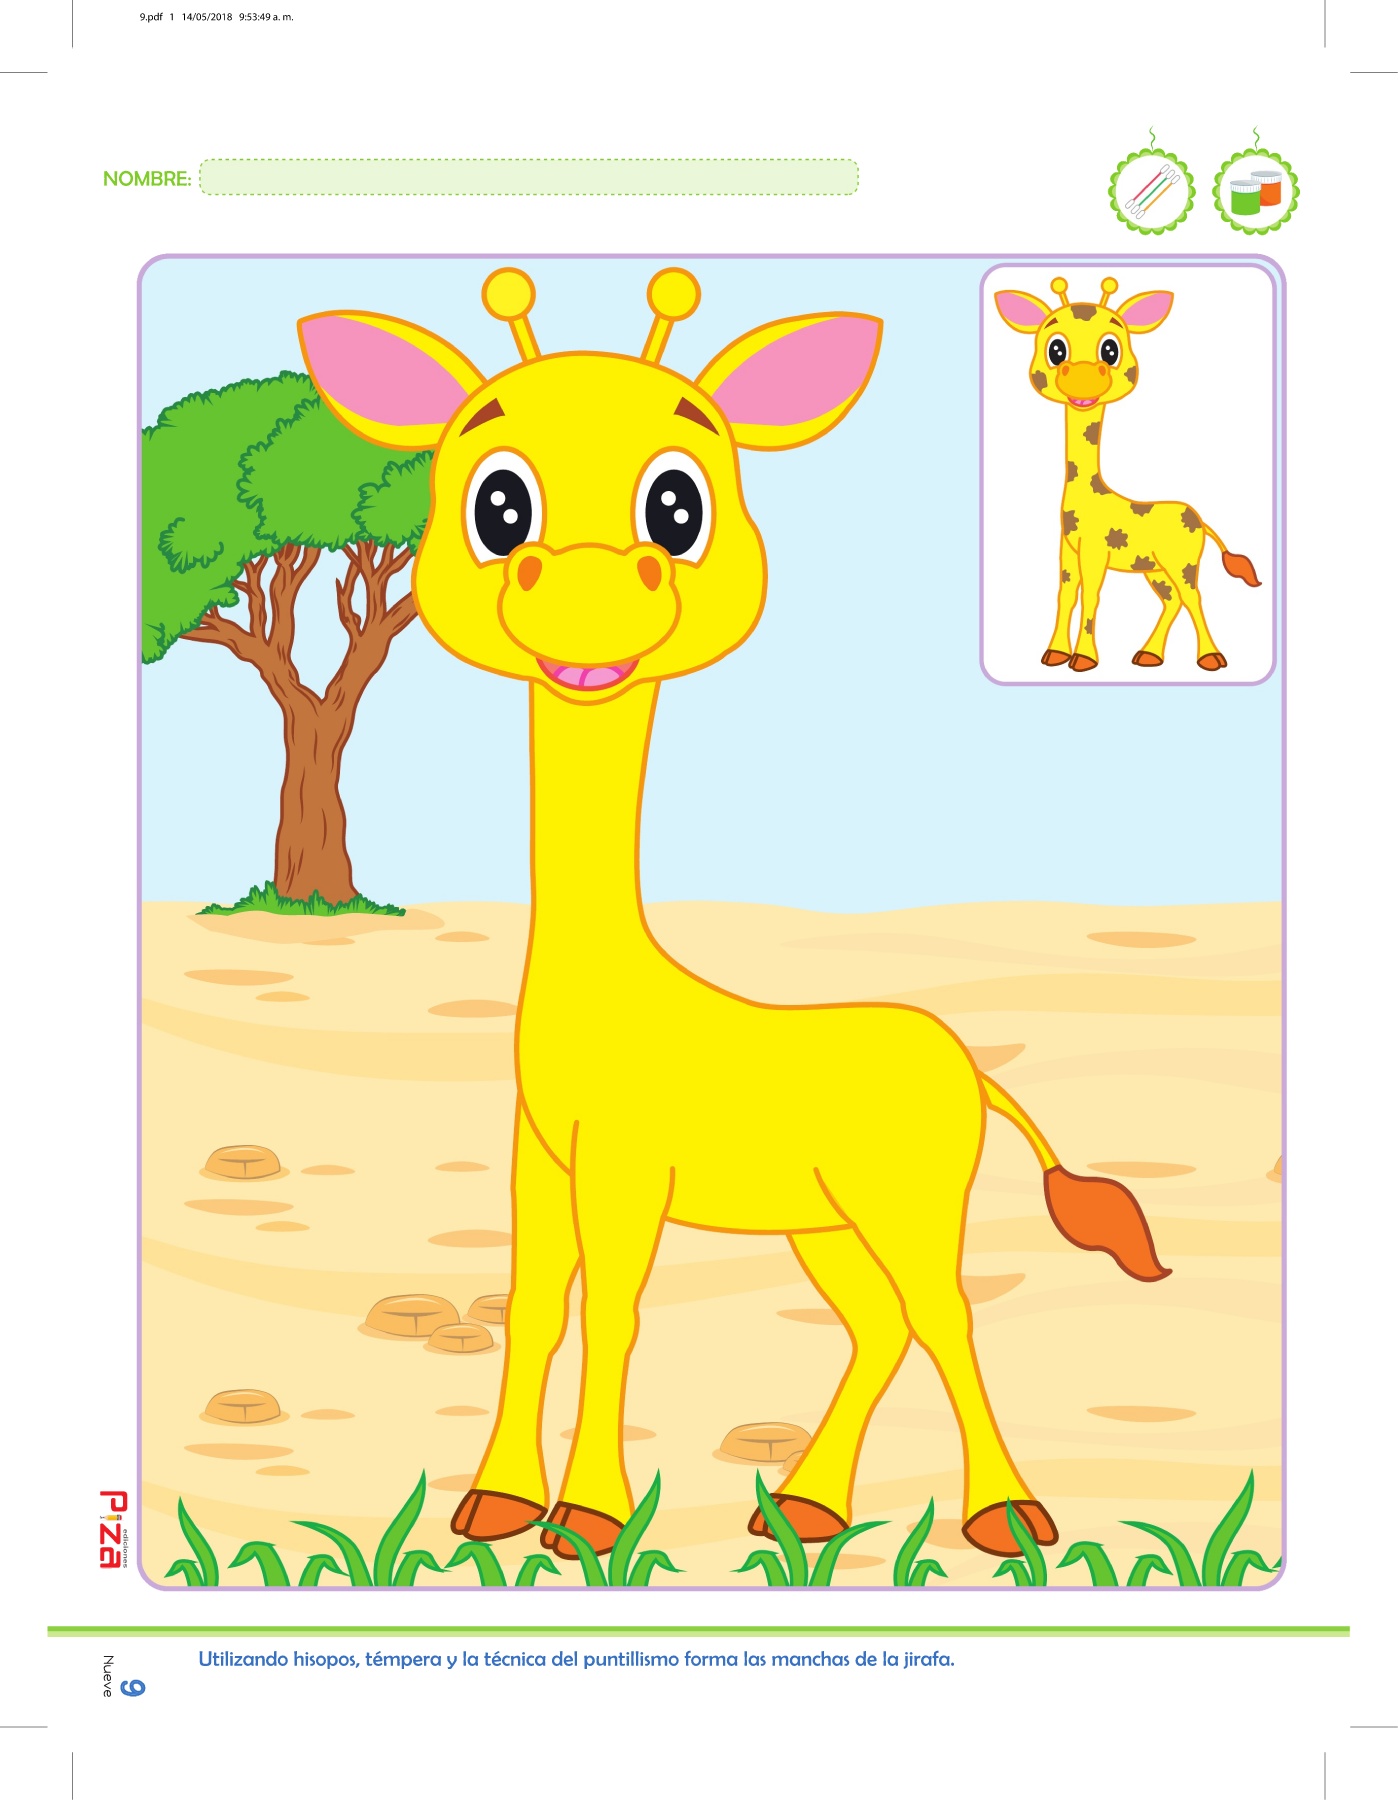 9.pdf 1 14/05/2018 9:53:49 a. m.
NOMBRE:
Piza
ediciones
Utilizando hisopos, témpera y la técnica del puntillismo forma las manchas de la jirafa.
Nueve
9